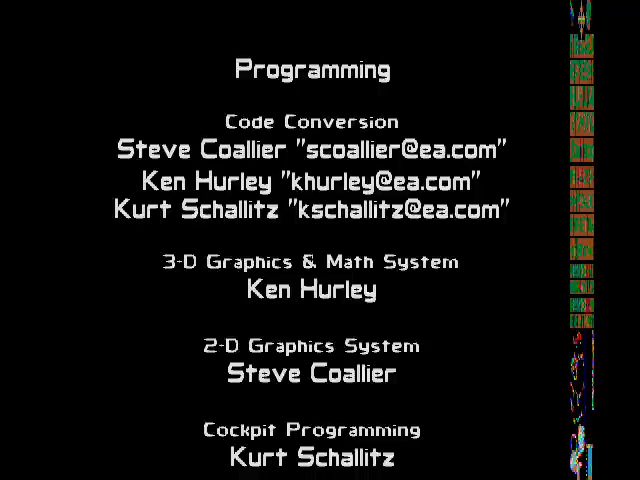 Programming
Code Conversion
Steve Coallier "scoallier@ea.com"
Ken Hurley "khurley@ea.com"
Kurt Schallitz "kschallitz@ea.com"
3-D Graphics & Math System
Ken Hurley
2-D Graphics System
Steve Coallier
Cockpit Programming
Kurt Schallitz